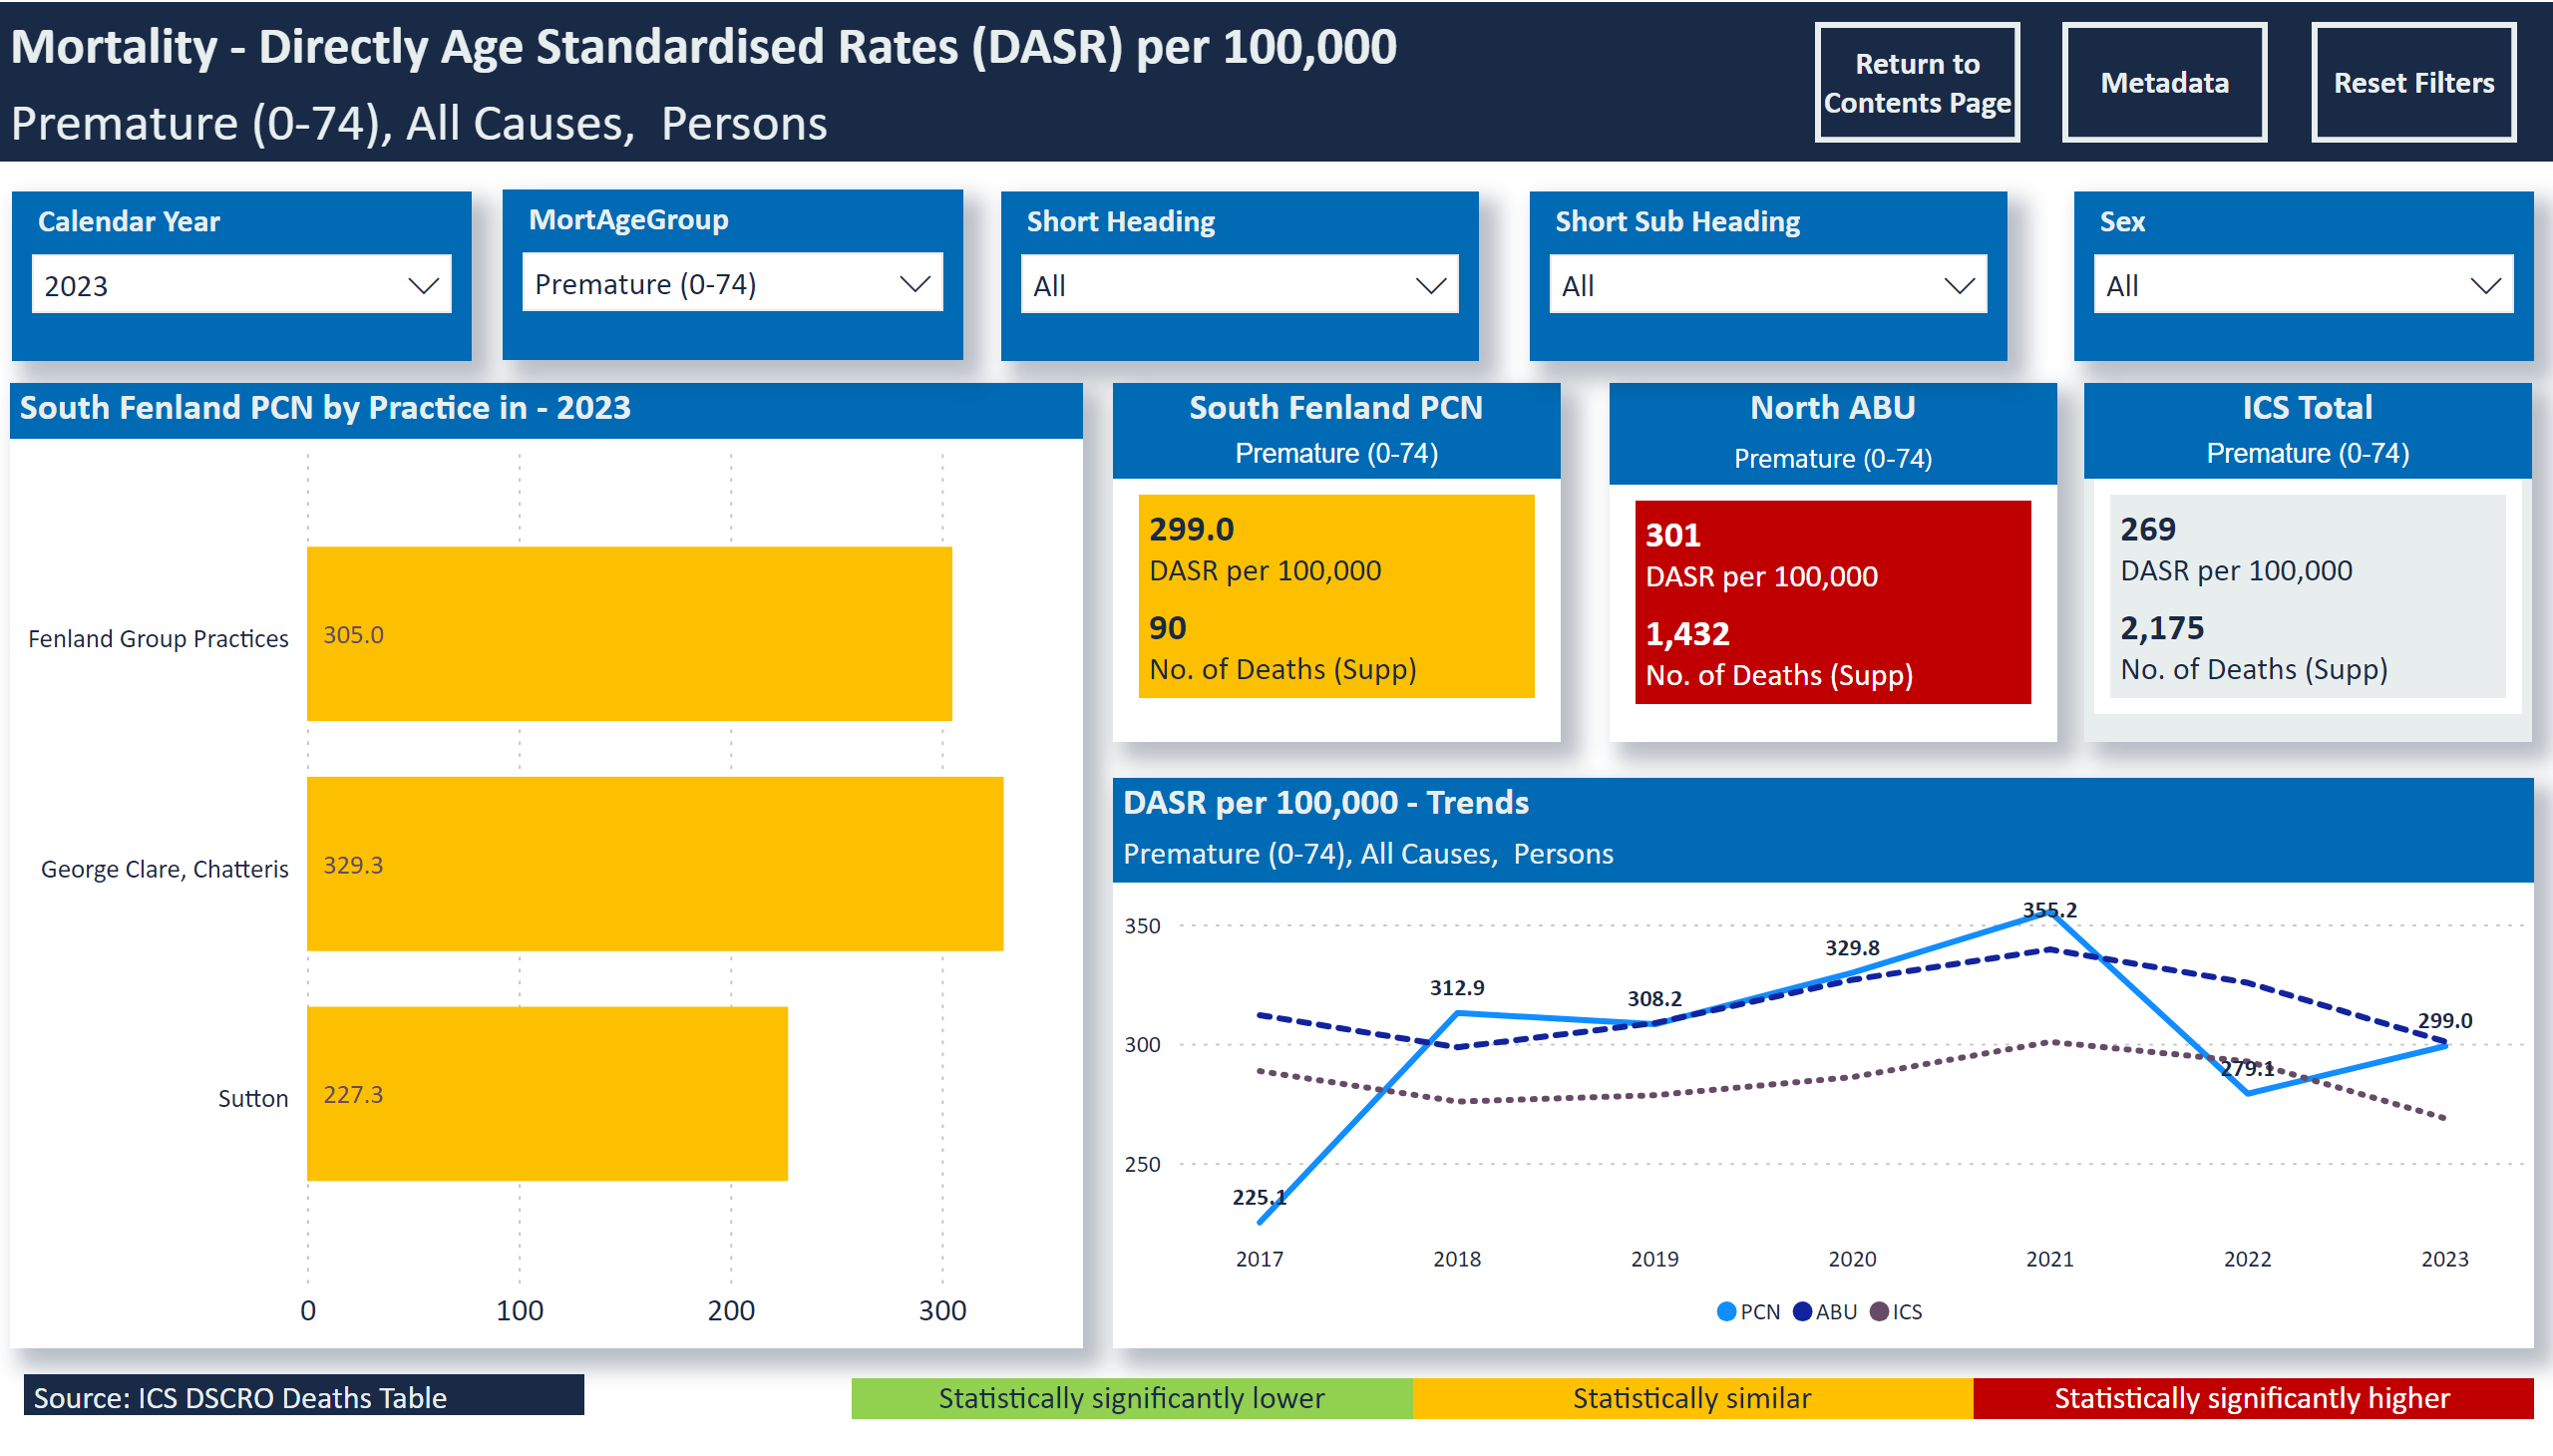 Mortality - Directly Age Standardised Rates (DASR) per 100,000
Premature (0-74), All Causes,  Persons
Return to
Contents Page
Metadata
Reset Filters
Calendar Year
2023
MortAgeGroup
Premature (0-74)
Short Heading
All
Short Sub Heading
All
Sex
All
South Fenland PCN by Practice in - 2023
Fenland Group Practices
305.0
George Clare, Chatteris
329.3
Sutton
227.3
0
100
200
300
South Fenland PCN
Premature (0-74)
299.0
DASR per 100,000
90
No. of Deaths (Supp)
North ABU
Premature (0-74)
301
DASR per 100,000
1,432
No. of Deaths (Supp)
ICS Total
Premature (0-74)
269
DASR per 100,000
2,175
No. of Deaths (Supp)
DASR per 100,000 - Trends
Premature (0-74), All Causes,  Persons
350
300
250
225.1
312.9
308.2
329.8
355.2
279.1
299.0
2017
2018
2019
2020
2021
2022
2023
PCN
ABU
ICS
Source: ICS DSCRO Deaths Table
Statistically significantly lower
Statistically similar
Statistically significantly higher